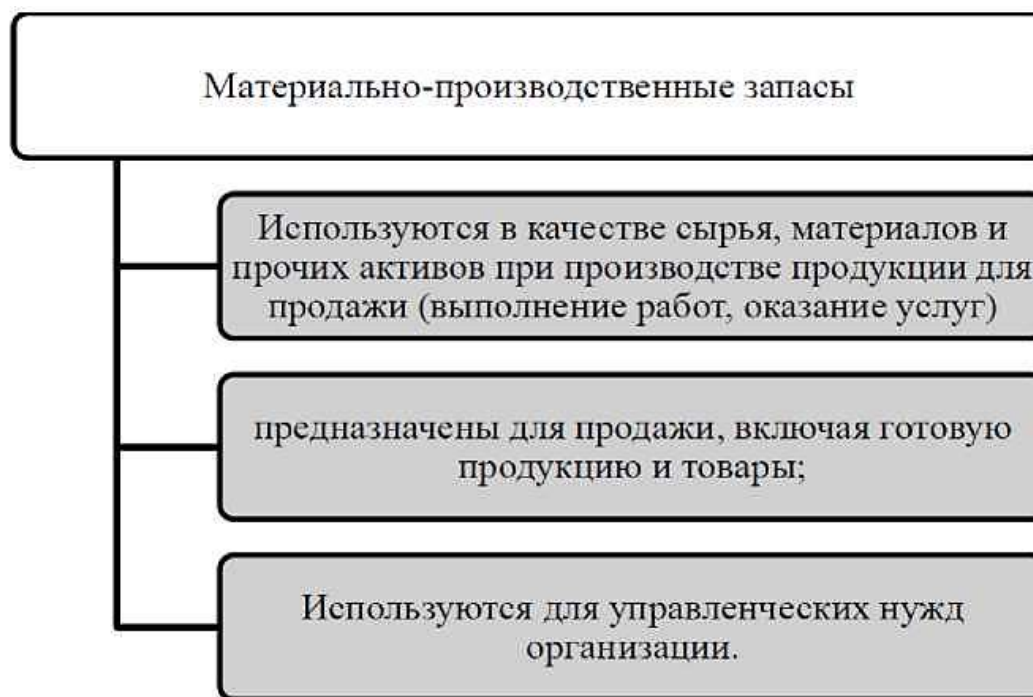 Материально-производственные запасы
Используются в качестве сырья, материалов и
прочих активов при производстве продукции для
продажи (выполнение работ, оказание услуг)
предназначены для продажи, включая готовую
продукцию и товары;
Используются для управленческих нужд
организации.